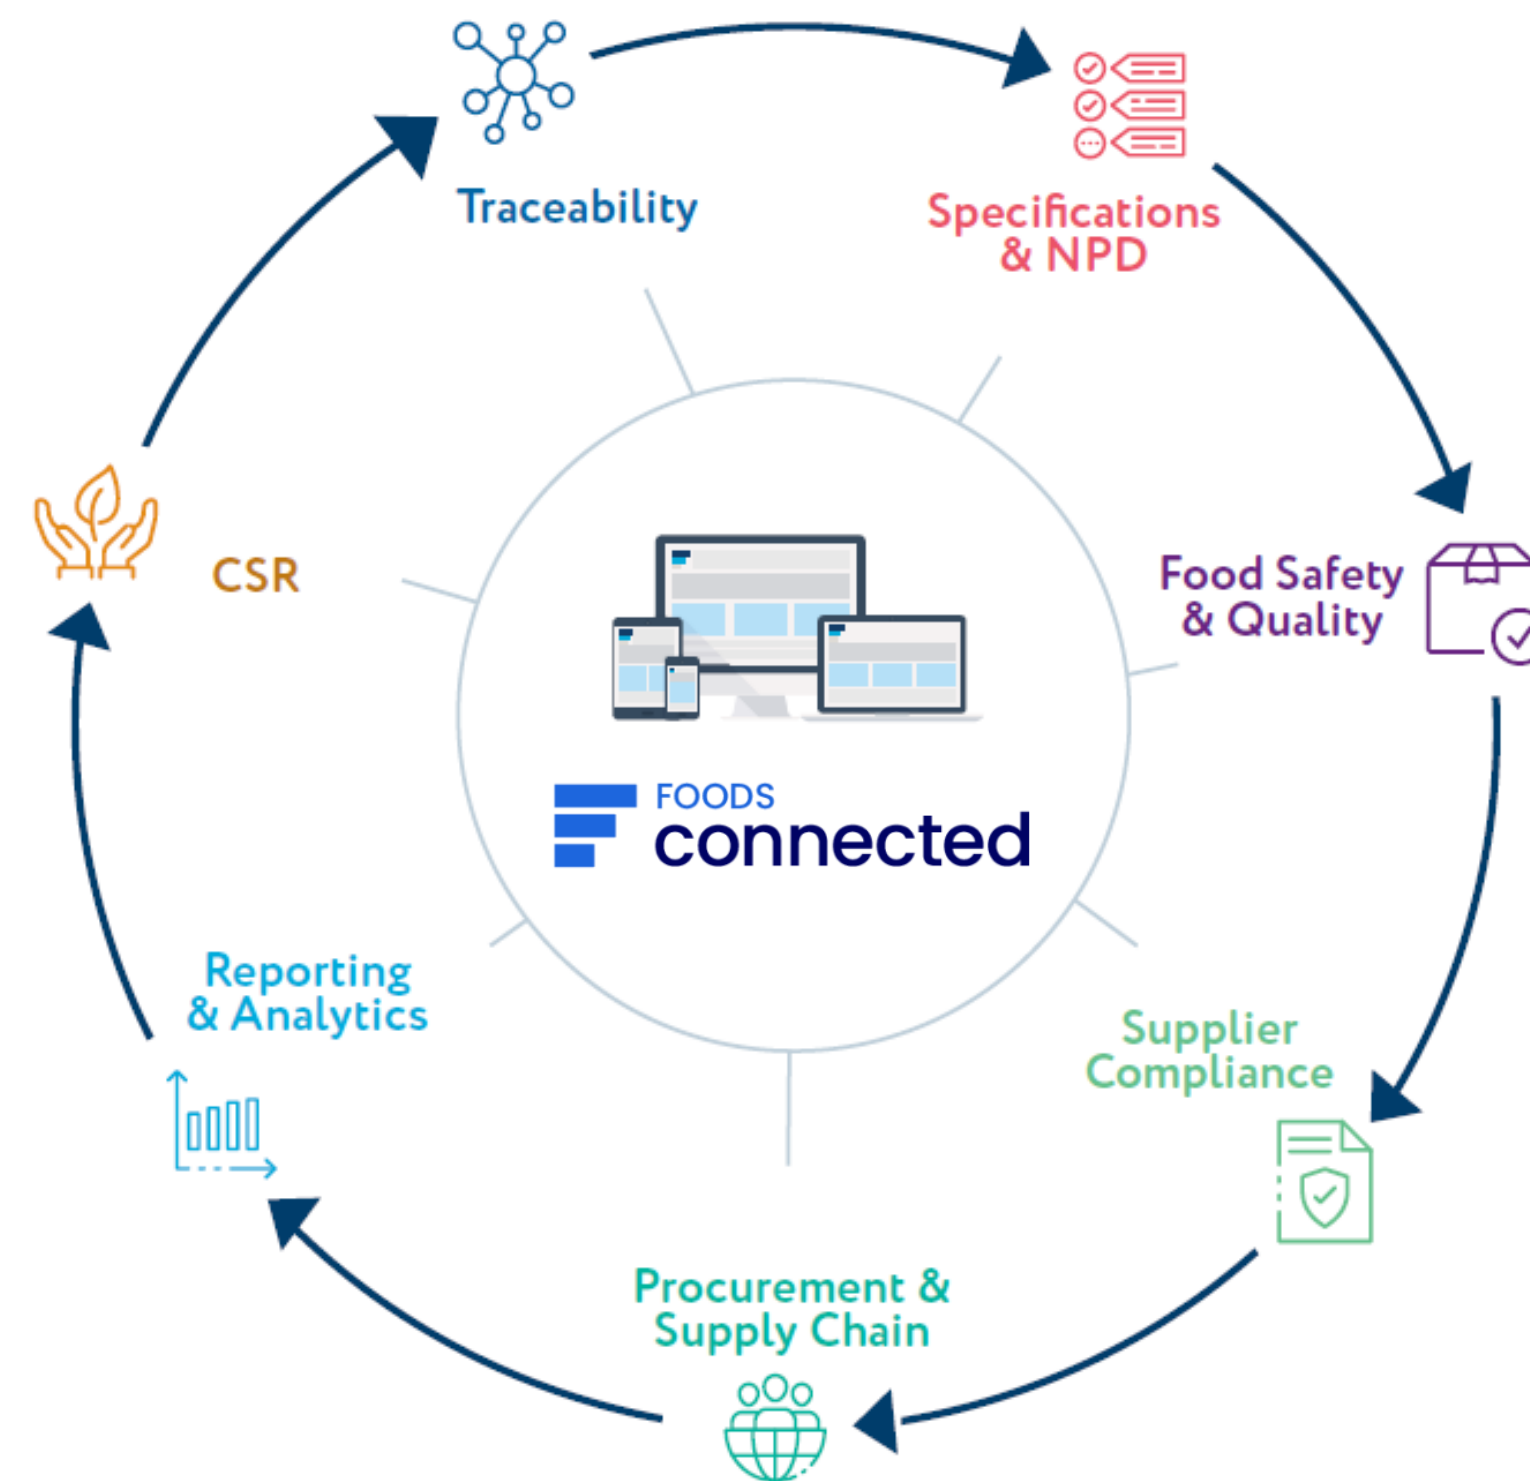 Traceability
Specifications
& NPD
Food Safety
& Quality
Supplier
Compliance
Procurement &
Supply Chain
Reporting
& Analytics
CSR
FOODS
connected